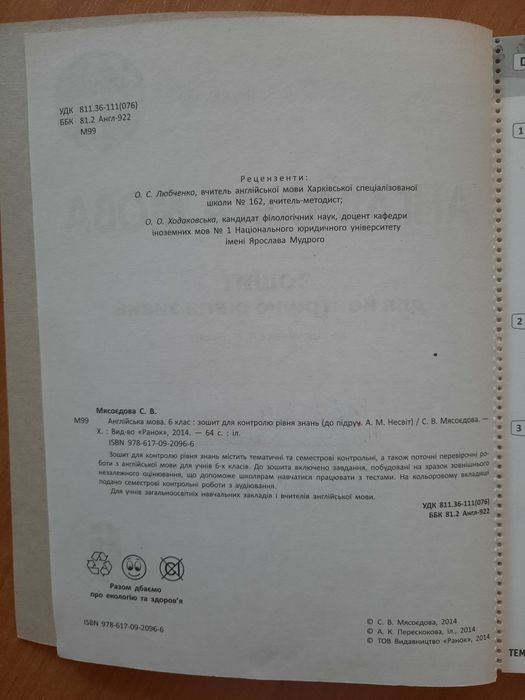 УДК 811.36-111(076)
ББК 81.2 Англ-922
М99
Рецензенти:
О. С. Любченко, вчитель англійської мови Харківської спеціалізованої
школи № 162, вчитель-методист;
О. О. Ходаковська, кандидат філологічних наук, доцент кафедри
іноземних мов № 1 Національного юридичного університету
імені Ярослава Мудрого
Мясоєдова С. В.
М99 Англійська мова. 6 клас : зошит для контролю рівня знань (до підруч. А. М. Несвіт) / С. В. Мясоєдова. —
Х. : Вид-во «Ранок», 2014. — 64 с. : іл.
ISBN 978-617-09-2096-6
Зошит для контролю рівня знань містить тематичні та семестрові контрольні, а також поточні перевірочні ро-
боти з англійської мови для учнів 6-х класів. До зошита включено завдання, побудовані на зразок зовнішнього
незалежного оцінювання, що допоможе школярам навчатися працювати з тестами. На кольоровому вкладиші
подано семестрові контрольні роботи з аудіювання.
Для учнів загальноосвітніх навчальних закладів і вчителів англійської мови.
УДК 811.36-111(076)
ББК 81.2 Англ-922
Разом дбаємо
про екологію та здоров'я
ISBN 978-617-09-2096-6
© С. В. Мясоєдова, 2014
© А. К. Перескокова, іл., 2014
© ТОВ Видавництво «Ранок», 2014
1
2
3
ТЕМ